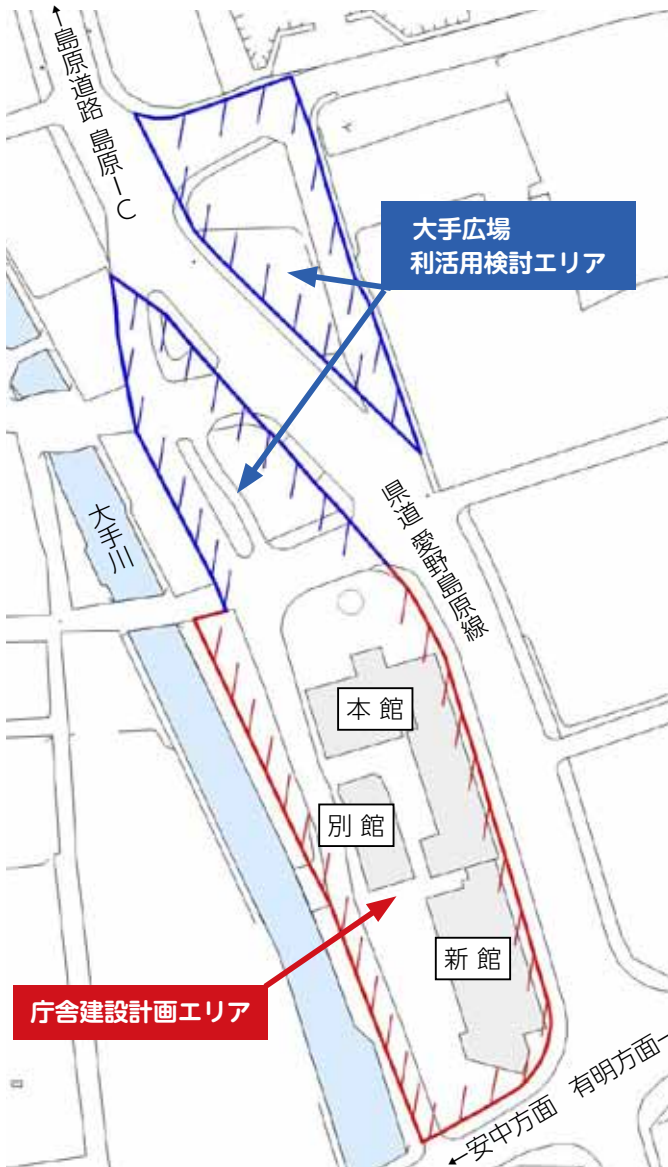 ←島原道路 島原IC
大手広場
利活用検討エリア
大手川
県道 愛野島原線
本館
別館
新館
庁舎建設計画エリア
←安中方面 有明方面→